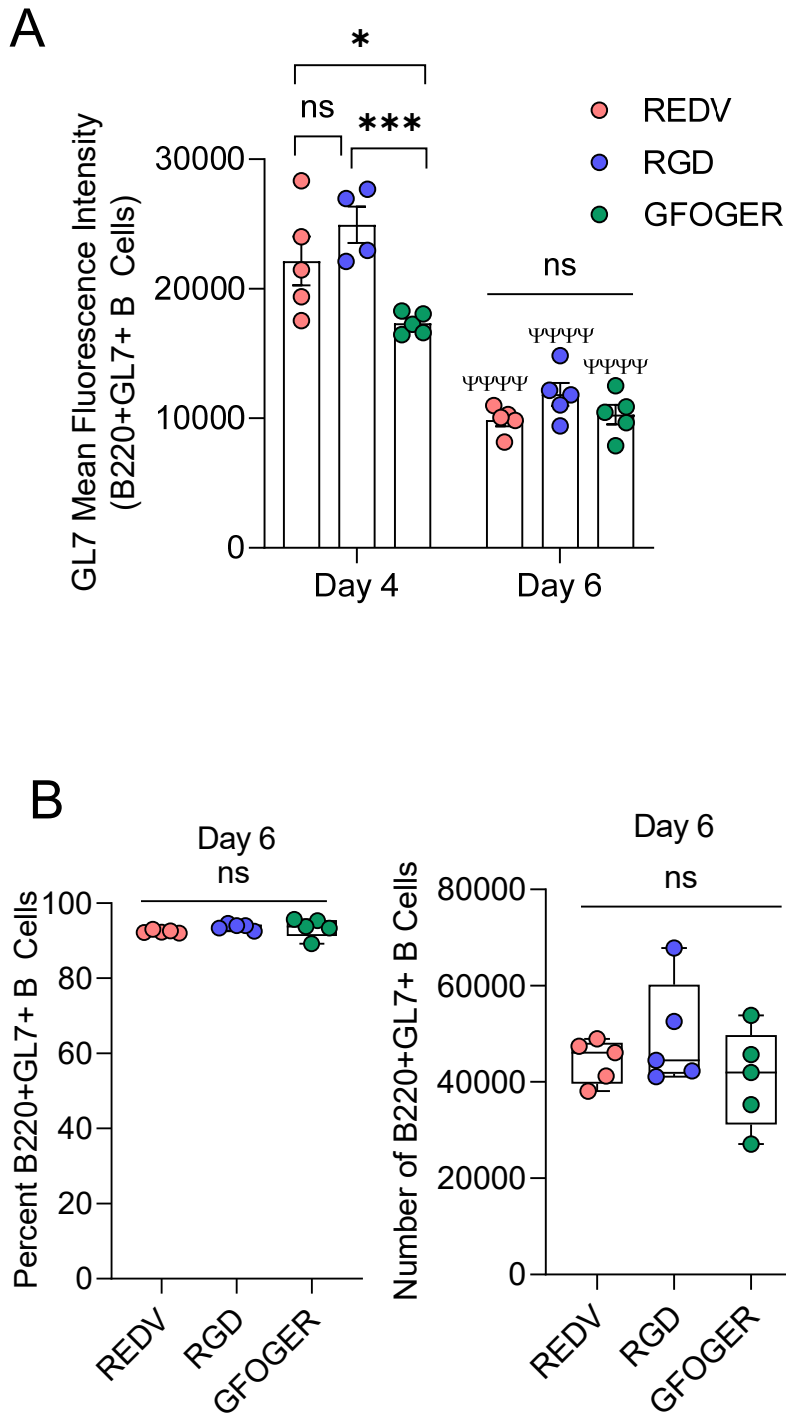 A
*
ns
***
REDV
RGD
GFOGER
GL7 Mean Fluorescence Intensity
(B220+GL7+ B Cells)
30000
20000
10000
0
ns
ΨΨΨΨ
ΨΨΨΨ
ΨΨΨΨ
Day 4
Day 6
B
Day 6
ns
Percent B220+GL7+ B Cells
100
80
60
40
20
0
REDV
RGD
GFOGER
Day 6
ns
Number of B220+GL7+ B Cells
80000
60000
40000
20000
0
REDV
RGD
GFOGER